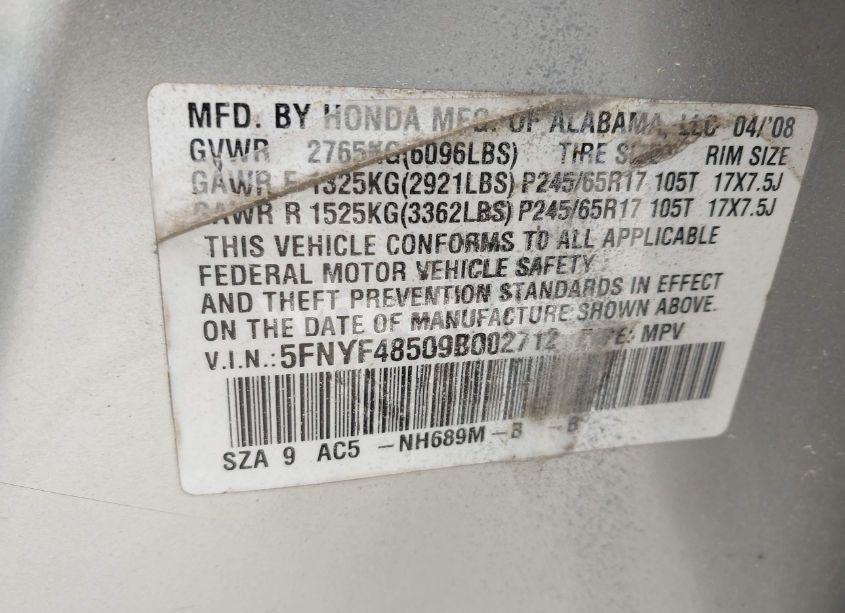 MFD. BY HONDA MFG. OF ALABAMA, LLC 04/'08
GVWR 2765KG(6096LBS) TIRE SIZE RIM SIZE
GAWR F 1325KG(2921LBS) P245/65R17 105T 17X7.5J
GAWR R 1525KG(3362LBS) P245/65R17 105T 17X7.5J
THIS VEHICLE CONFORMS TO ALL APPLICABLE
FEDERAL MOTOR VEHICLE SAFETY
AND THEFT PREVENTION STANDARDS IN EFFECT
ON THE DATE OF MANUFACTURE SHOWN ABOVE.
V.I.N.: 5FNYF48509B002712 TYPE: MPV
SZA 9 AC5 -NH689M-B -B